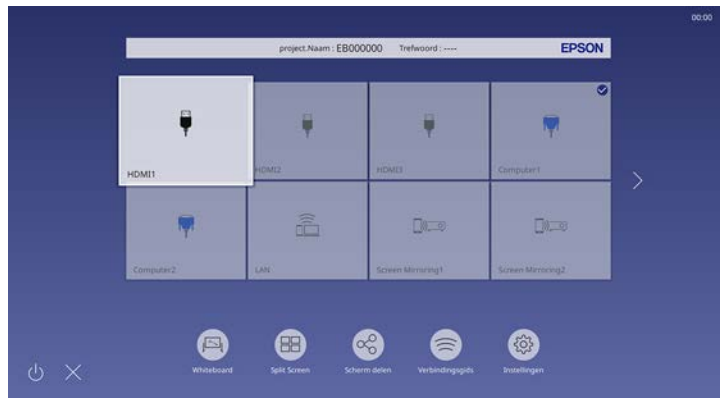 00:00
project.Naam : EB000000 Trefwoord : ---- EPSON
HDMI1 HDMI2 HDMI3 Computer1
Computer2 LAN Screen Mirroring1 Screen Mirroring2
Whiteboard Split Screen Scherm delen Verbindingsgids Instellingen